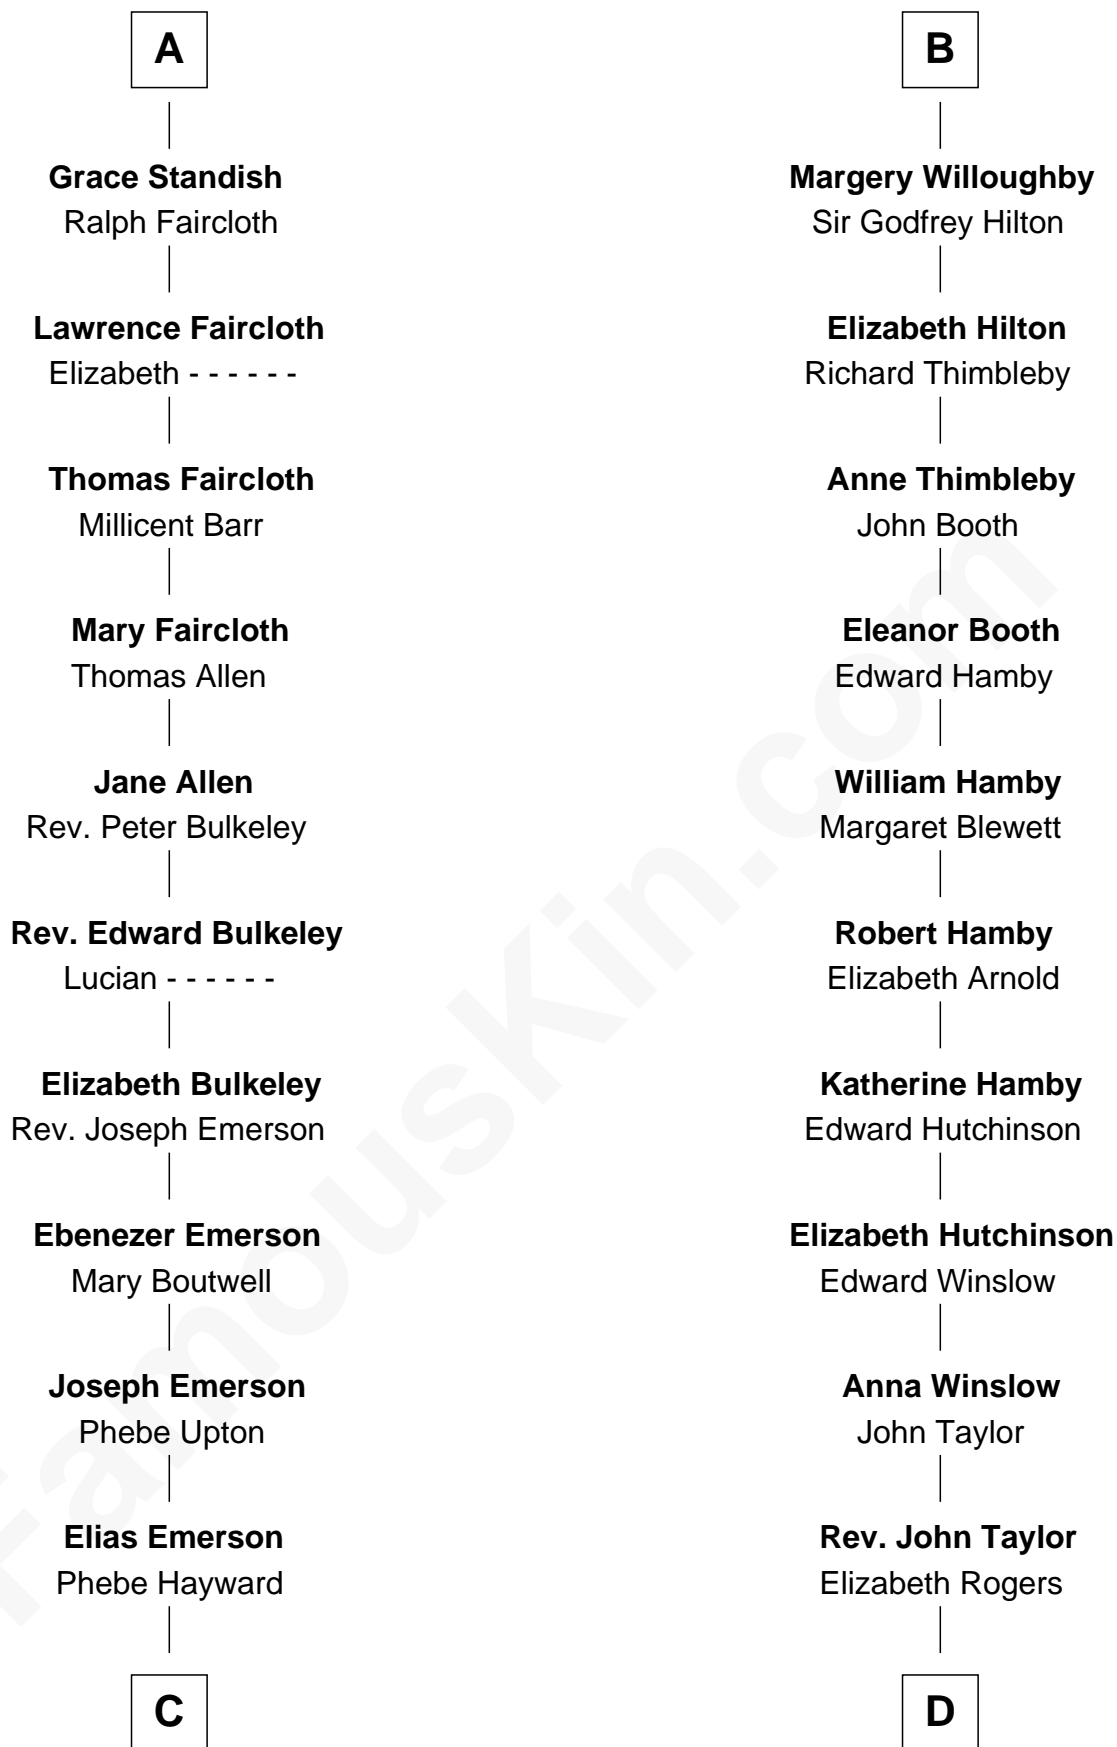 A
Grace Standish
Ralph Faircloth
Lawrence Faircloth
Elizabeth - - - - - -
Thomas Faircloth
Millicent Barr
Mary Faircloth
Thomas Allen
Jane Allen
Rev. Peter Bulkeley
Rev. Edward Bulkeley
Lucian - - - - - -
Elizabeth Bulkeley
Rev. Joseph Emerson
Ebenezer Emerson
Mary Boutwell
Joseph Emerson
Phebe Upton
Elias Emerson
Phebe Hayward
C
B
Margery Willoughby
Sir Godfrey Hilton
Elizabeth Hilton
Richard Thimbleby
Anne Thimbleby
John Booth
Eleanor Booth
Edward Hamby
William Hamby
Margaret Blewett
Robert Hamby
Elizabeth Arnold
Katherine Hamby
Edward Hutchinson
Elizabeth Hutchinson
Edward Winslow
Anna Winslow
John Taylor
Rev. John Taylor
Elizabeth Rogers
D
FamousKin.com